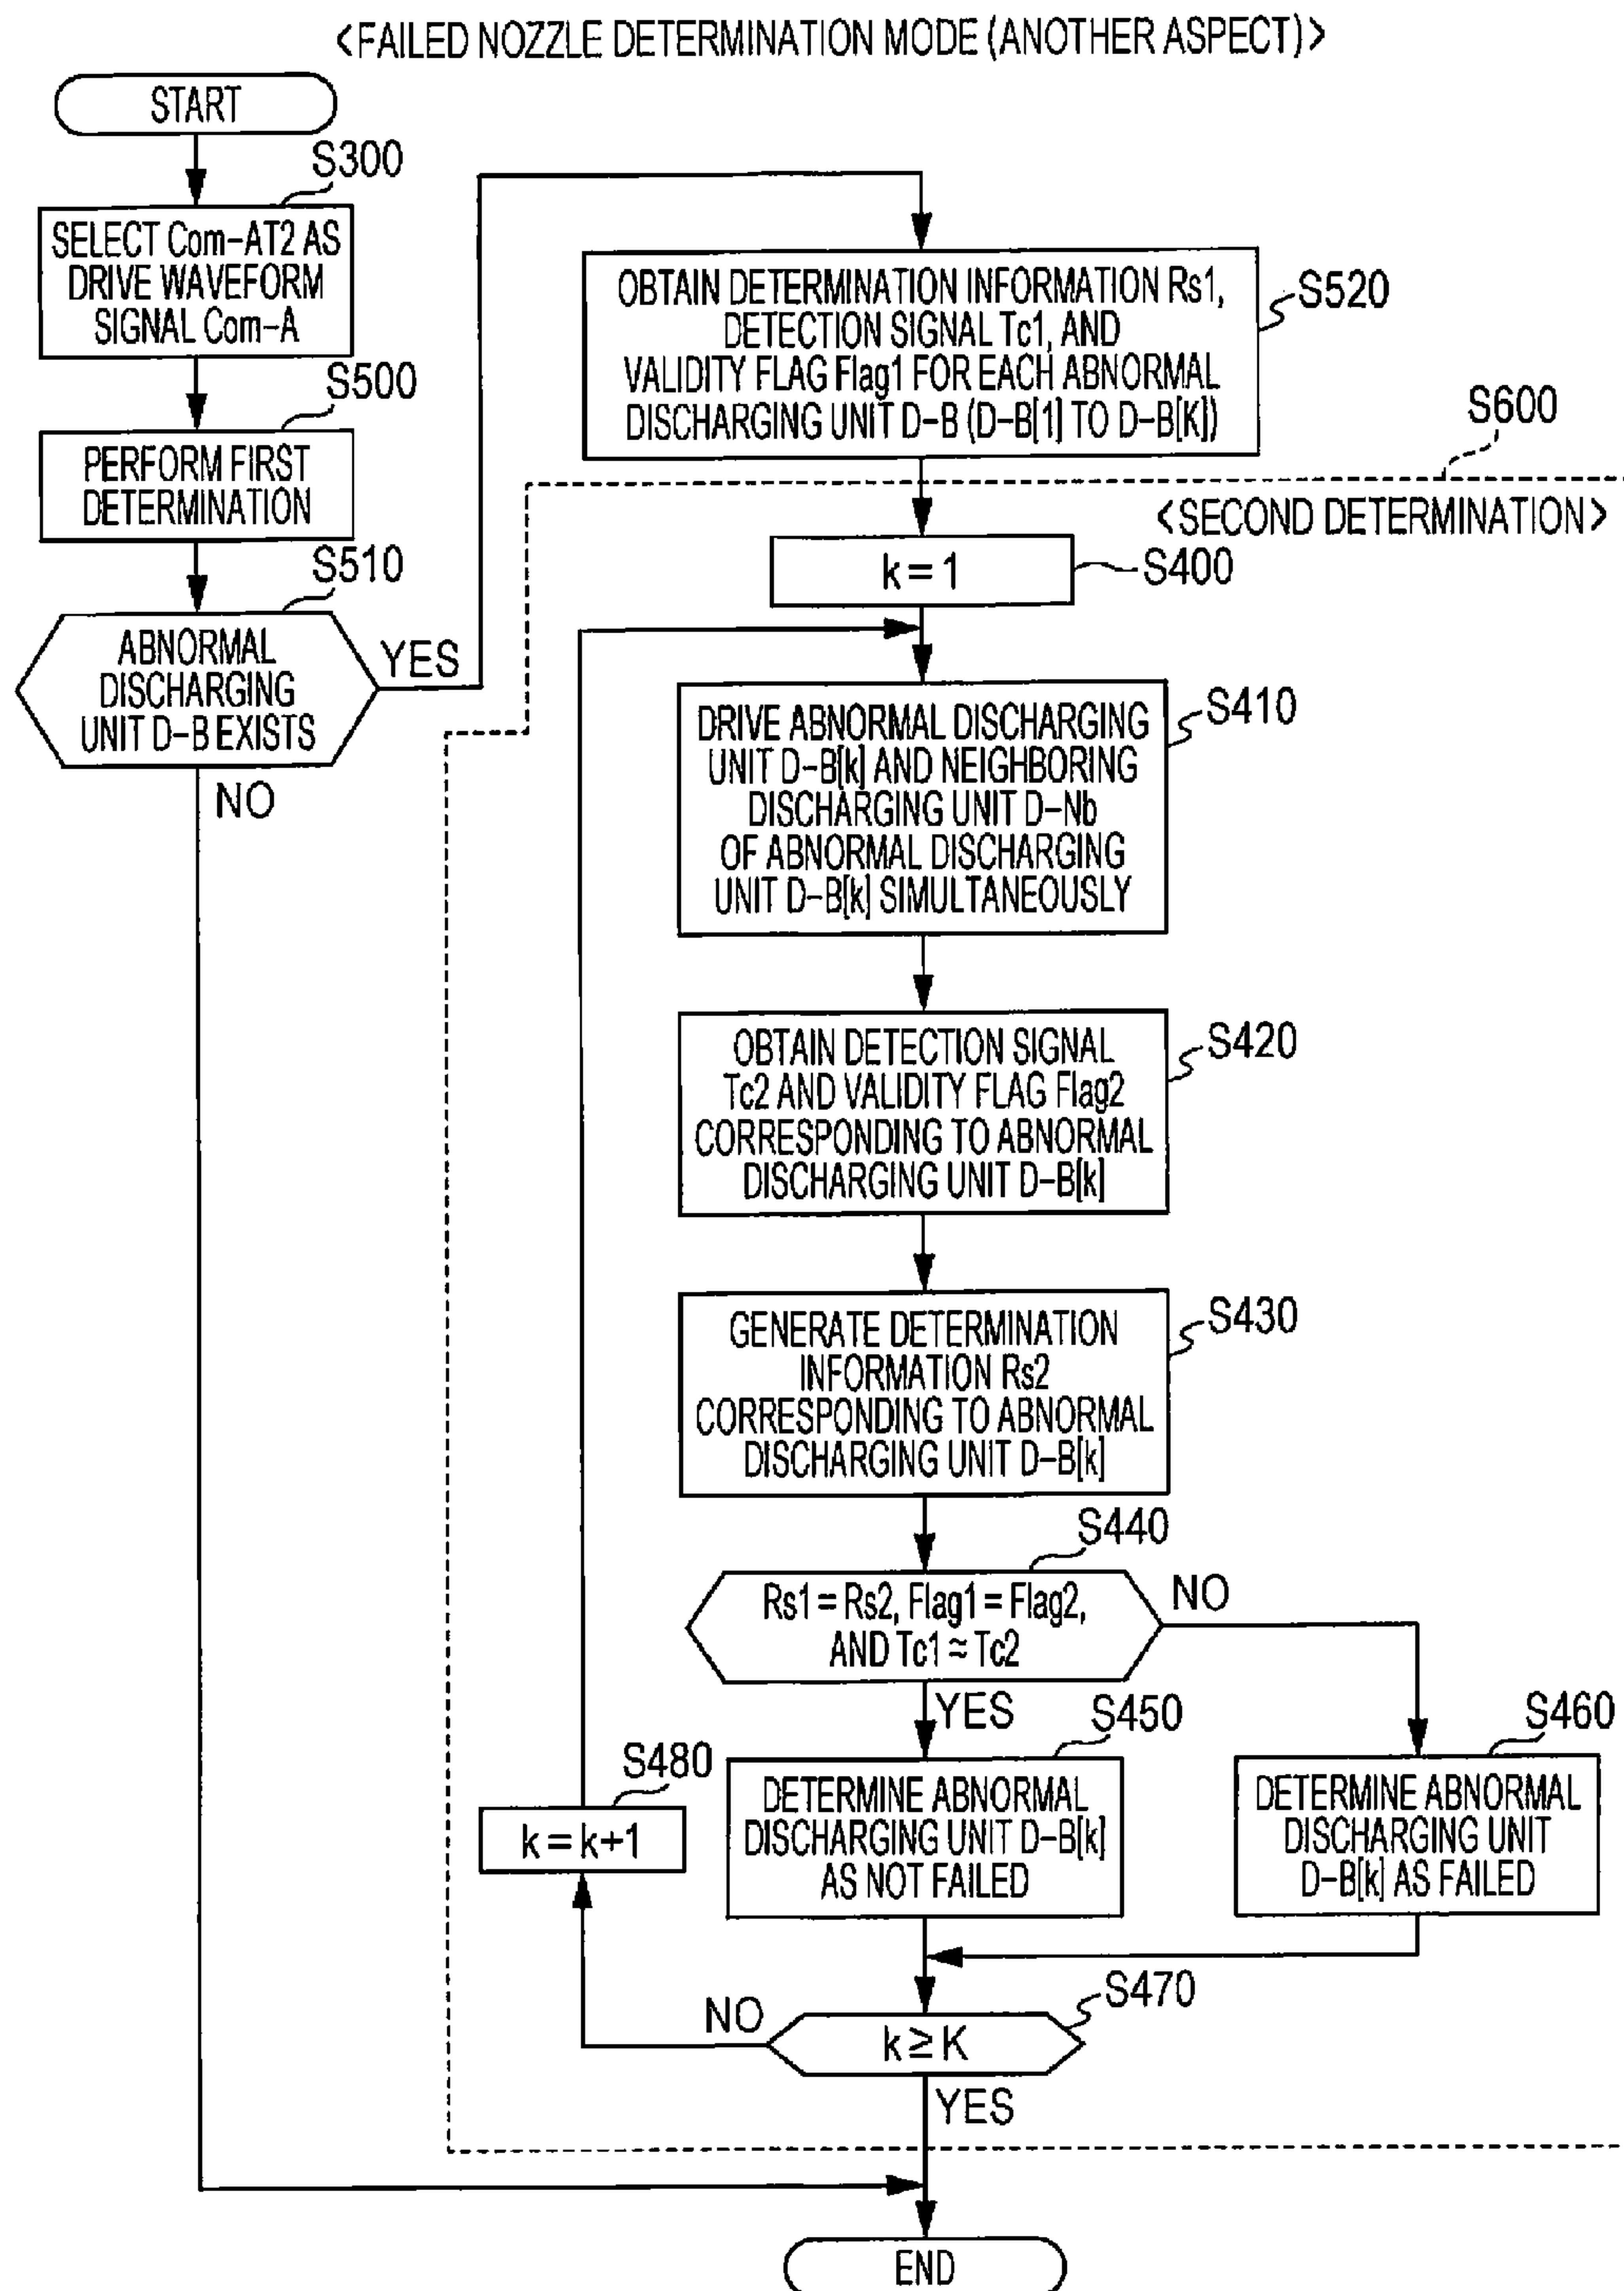 <FAILED NOZZLE DETERMINATION MODE (ANOTHER ASPECT)>
START
S300
SELECT Com-AT2 AS
DRIVE WAVEFORM
SIGNAL Com-A
S500
PERFORM FIRST
DETERMINATION
S510
ABNORMAL
DISCHARGING
UNIT D-B EXISTS
YES
NO
S520
OBTAIN DETERMINATION INFORMATION Rs1,
DETECTION SIGNAL Tc1, AND
VALIDITY FLAG Flag1 FOR EACH ABNORMAL
DISCHARGING UNIT D-B (D-B[1] TO D-B[K])
S600
<SECOND DETERMINATION>
k = 1
S400
S410
DRIVE ABNORMAL DISCHARGING
UNIT D-B[k] AND NEIGHBORING
DISCHARGING UNIT D-Nb
OF ABNORMAL DISCHARGING
UNIT D-B[k] SIMULTANEOUSLY
S420
OBTAIN DETECTION SIGNAL
Tc2 AND VALIDITY FLAG Flag2
CORRESPONDING TO ABNORMAL
DISCHARGING UNIT D-B[k]
S430
GENERATE DETERMINATION
INFORMATION Rs2
CORRESPONDING TO ABNORMAL
DISCHARGING UNIT D-B[k]
S440
Rs1 = Rs2, Flag1 = Flag2,
AND Tc1 ≈ Tc2
NO
YES
S450
DETERMINE ABNORMAL
DISCHARGING UNIT D-B[k]
AS NOT FAILED
S460
DETERMINE ABNORMAL
DISCHARGING UNIT
D-B[k] AS FAILED
S480
k = k+1
S470
k ≥ K
NO
YES
END